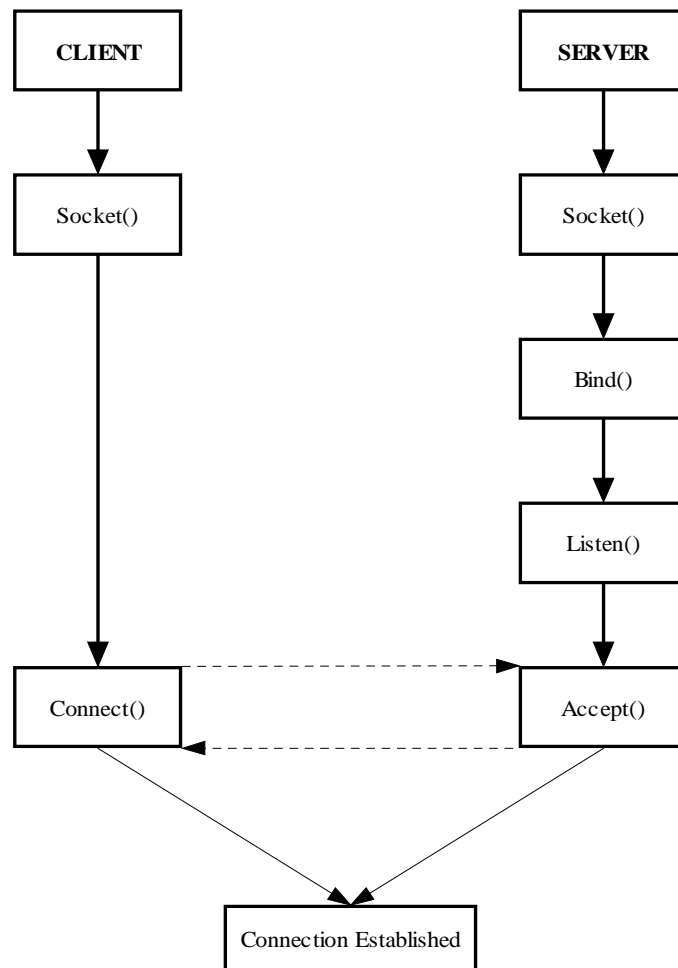 CLIENT
SERVER
Socket()
Socket()
Bind()
Listen()
Connect()
Accept()
Connection Established